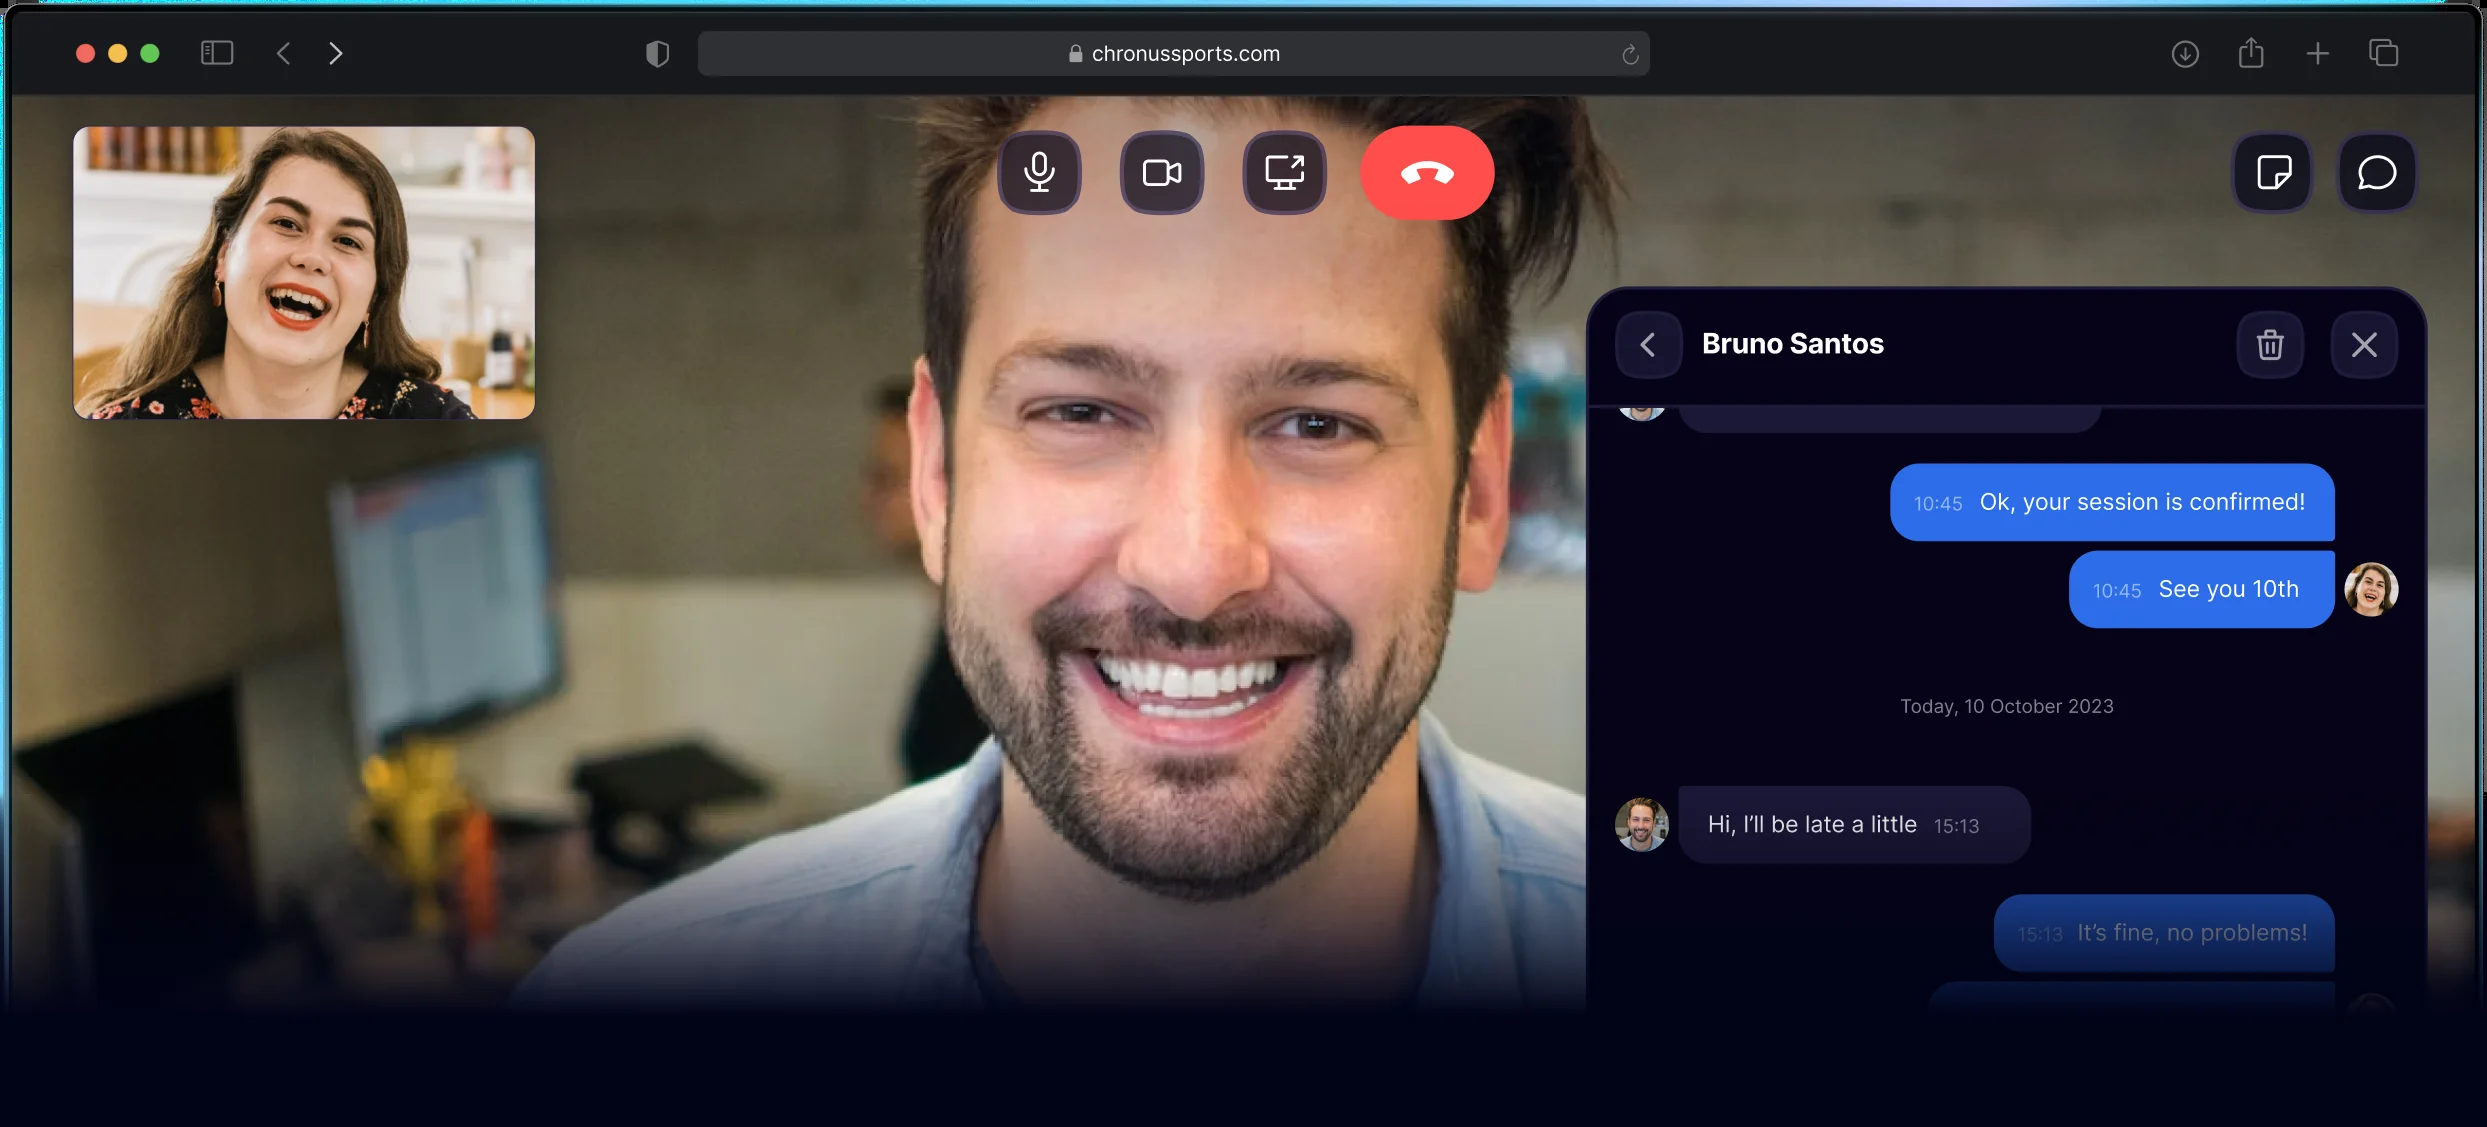 chronussports.com
Bruno Santos
10:45 Ok, your session is confirmed!
10:45 See you 10th
Today, 10 October 2023
Hi, I’ll be late a little 15:13
15:13 It’s fine, no problems!